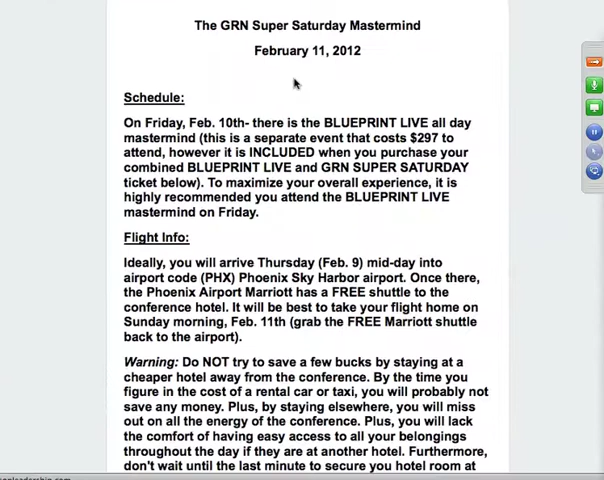 The GRN Super Saturday Mastermind
February 11, 2012
Schedule:
On Friday, Feb. 10th- there is the BLUEPRINT LIVE all day
mastermind (this is a separate event that costs $297 to
attend, however it is INCLUDED when you purchase your
combined BLUEPRINT LIVE and GRN SUPER SATURDAY
ticket below). To maximize your overall experience, it is
highly recommended you attend the BLUEPRINT LIVE
mastermind on Friday.
Flight Info:
Ideally, you will arrive Thursday (Feb. 9) mid-day into
airport code (PHX) Phoenix Sky Harbor airport. Once there,
the Phoenix Airport Marriott has a FREE shuttle to the
conference hotel. It will be best to take your flight home on
Sunday morning, Feb. 11th (grab the FREE Marriott shuttle
back to the airport).
Warning: Do NOT try to save a few bucks by staying at a
cheaper hotel away from the conference. By the time you
figure in the cost of a rental car or taxi, you will probably not
save any money. Plus, by staying elsewhere, you will miss
out on all the energy of the conference. Plus, you will lack
the comfort of having easy access to all your belongings
throughout the day if they are at another hotel. Furthermore,
don't wait until the last minute to secure you hotel room at